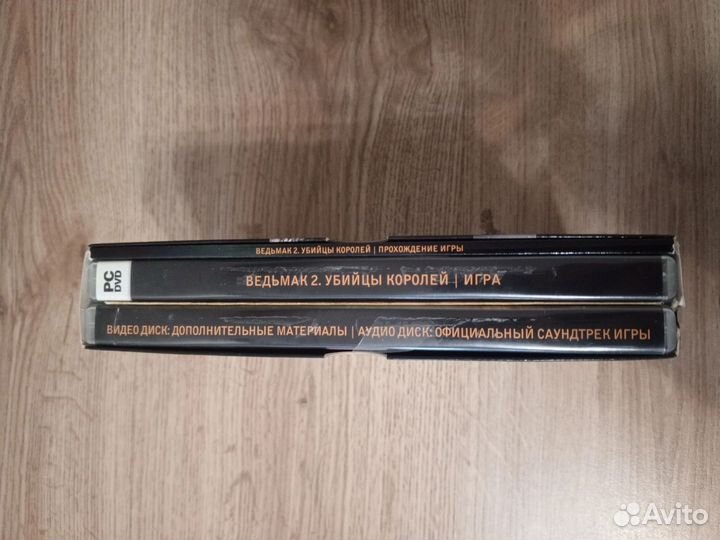 ВЕДЬМАК 2. УБИЙЦЫ КОРОЛЕЙ | ПРОХОЖДЕНИЕ ИГРЫ
PC
DVD
ВЕДЬМАК 2. УБИЙЦЫ КОРОЛЕЙ | ИГРА
ВИДЕО ДИСК: ДОПОЛНИТЕЛЬНЫЕ МАТЕРИАЛЫ | АУДИО ДИСК: ОФИЦИАЛЬНЫЙ САУНДТРЕК ИГРЫ
Avito